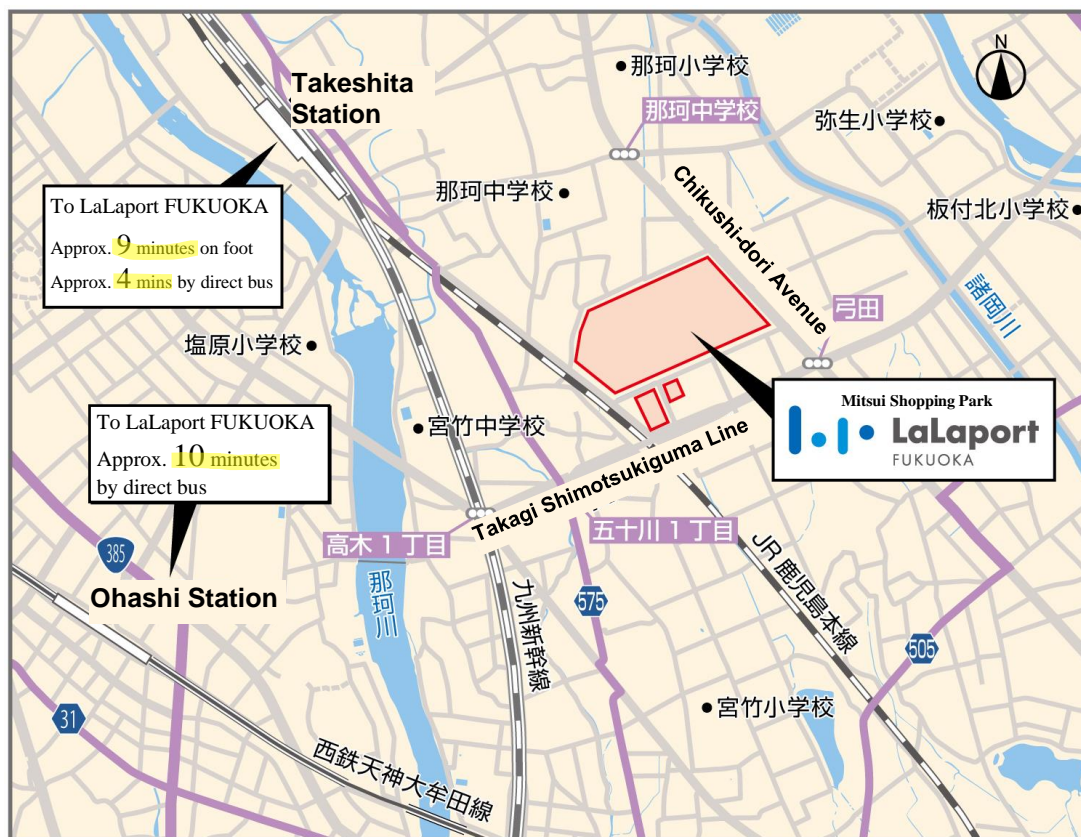 N
Takeshita
Station
那珂小学校
那珂中学校
弥生小学校
那珂中学校
板付北小学校
Chikushi-dori Avenue
諸岡川
To LaLaport FUKUOKA
Approx. 9 minutes on foot
Approx. 4 mins by direct bus
塩原小学校
弓田
Mitsui Shopping Park
LaLaport
FUKUOKA
To LaLaport FUKUOKA
Approx. 10 minutes
by direct bus
宮竹中学校
Takagi Shimotsukiguma Line
高木1丁目
五十川1丁目
385
Ohashi Station
那珂川
九州新幹線
575
JR鹿児島本線
505
31
宮竹小学校
西鉄天神大牟田線